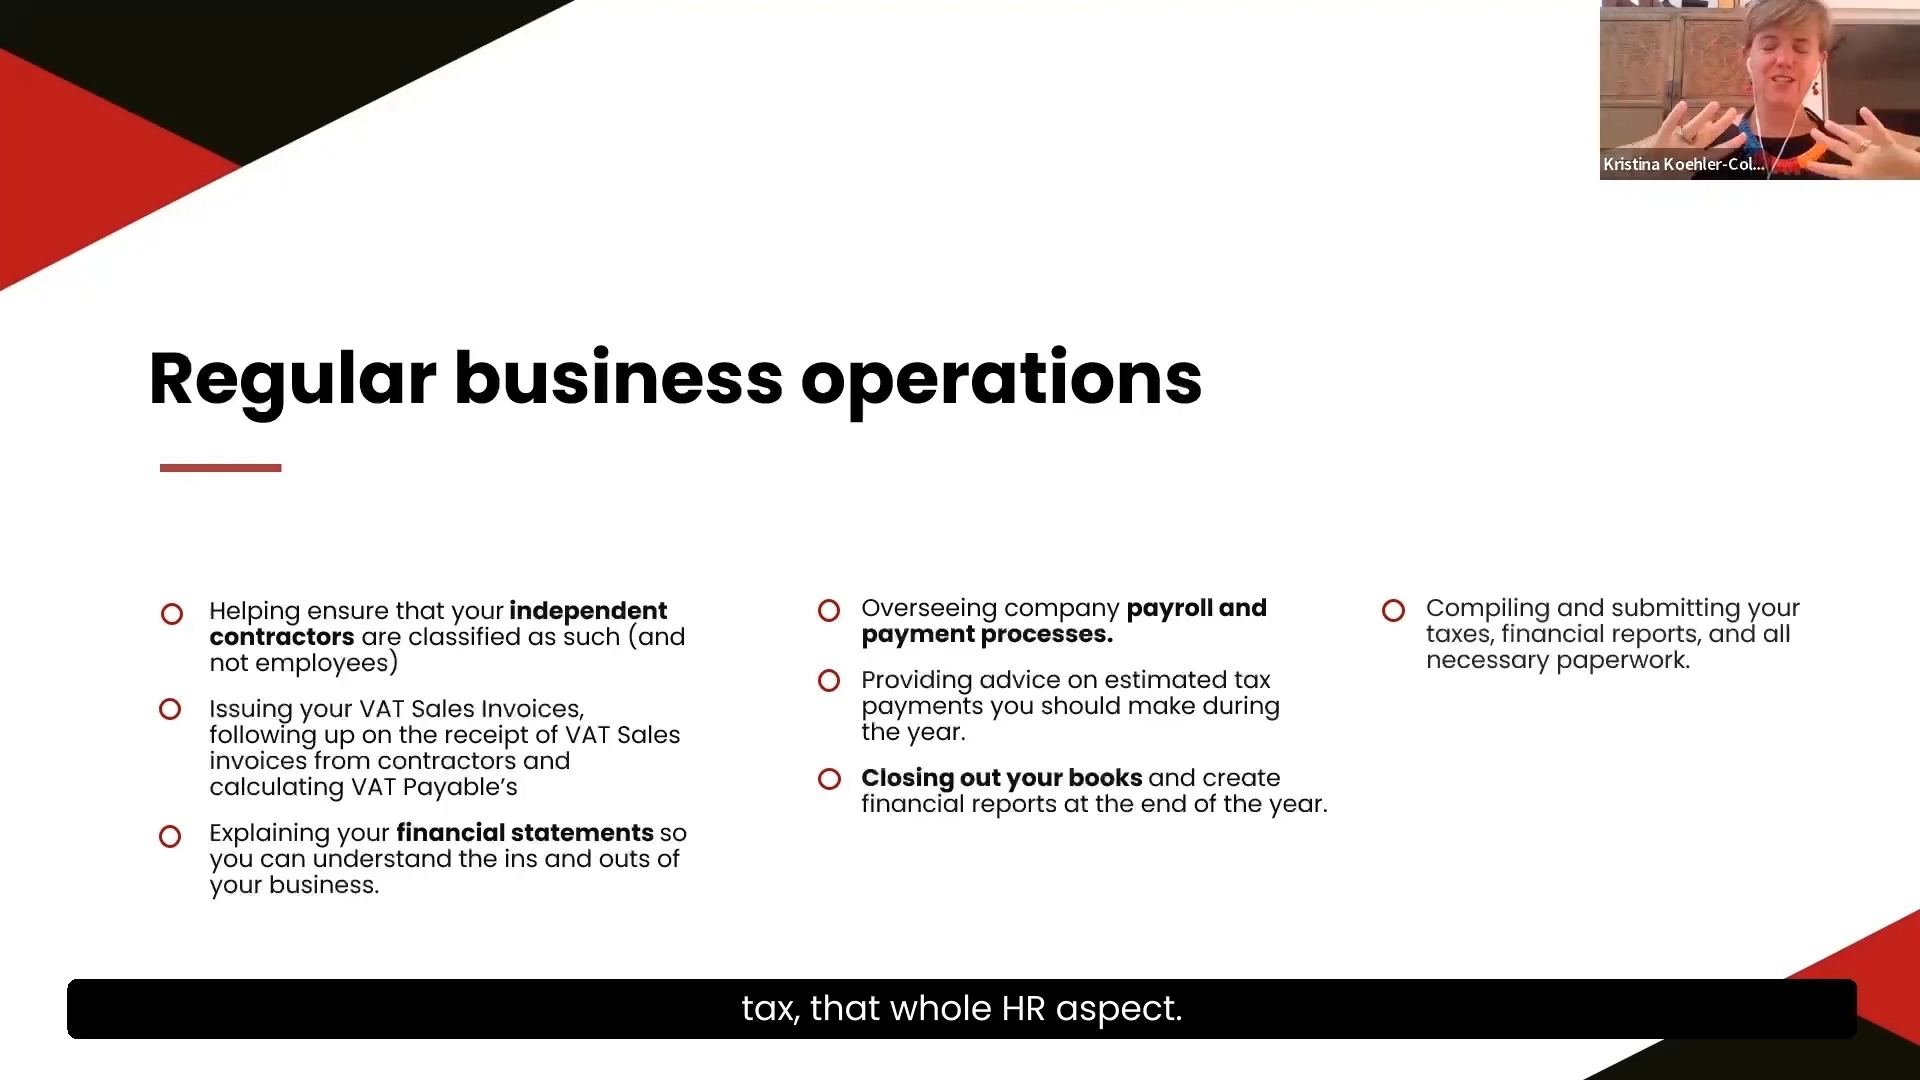 Kristina Koehler-Col...
Regular business operations
Helping ensure that your independent
contractors are classified as such (and
not employees)
Issuing your VAT Sales Invoices,
following up on the receipt of VAT Sales
invoices from contractors and
calculating VAT Payable’s
Explaining your financial statements so
you can understand the ins and outs of
your business.
Overseeing company payroll and
payment processes.
Providing advice on estimated tax
payments you should make during
the year.
Closing out your books and create
financial reports at the end of the year.
Compiling and submitting your
taxes, financial reports, and all
necessary paperwork.
tax, that whole HR aspect.